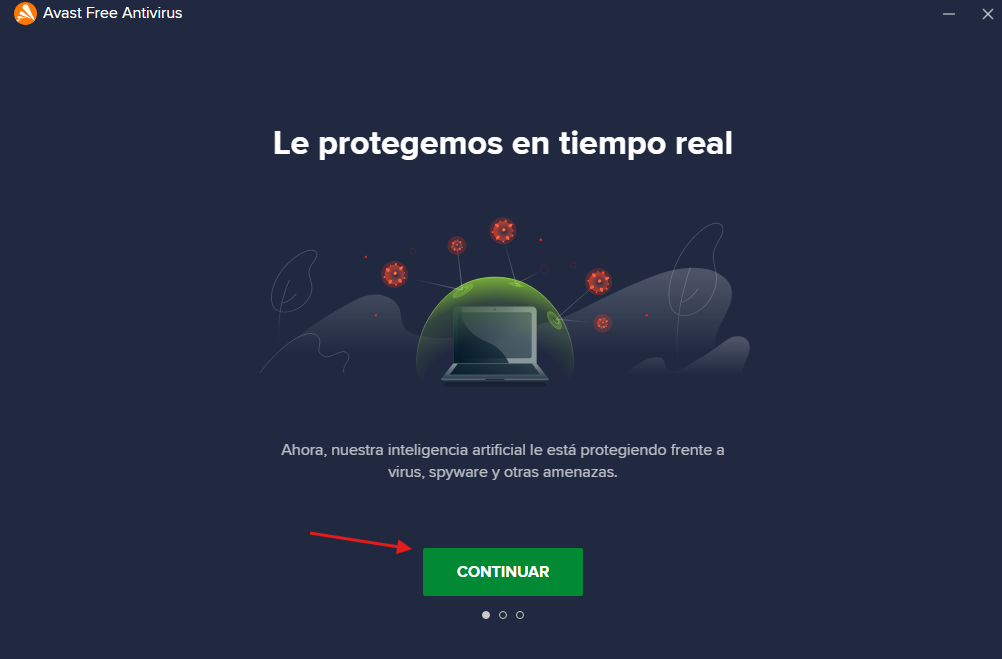 Avast Free Antivirus
Le protegemos en tiempo real
Ahora, nuestra inteligencia artificial le está protegiendo frente a
virus, spyware y otras amenazas.
CONTINUAR